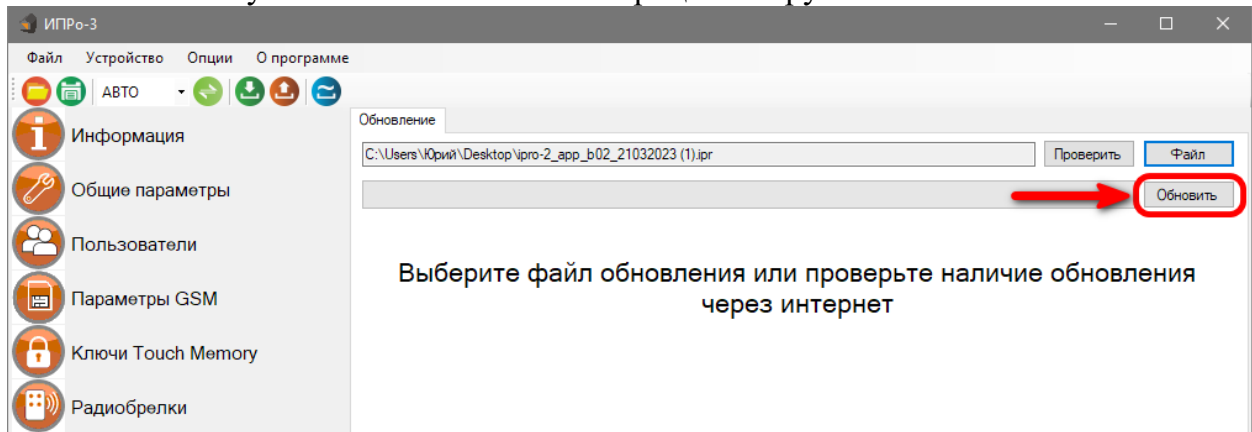 ИПРо-3
Файл Устройство Опции О программе
АВТО
Информация
Общие параметры
Пользователи
Параметры GSM
Ключи Touch Memory
Радиобрелки
Обновление
C:\Users\Юрий\Desktop\ipro-2_app_b02_21032023 (1).ipr
Проверить
Файл
Обновить
Выберите файл обновления или проверьте наличие обновления
через интернет